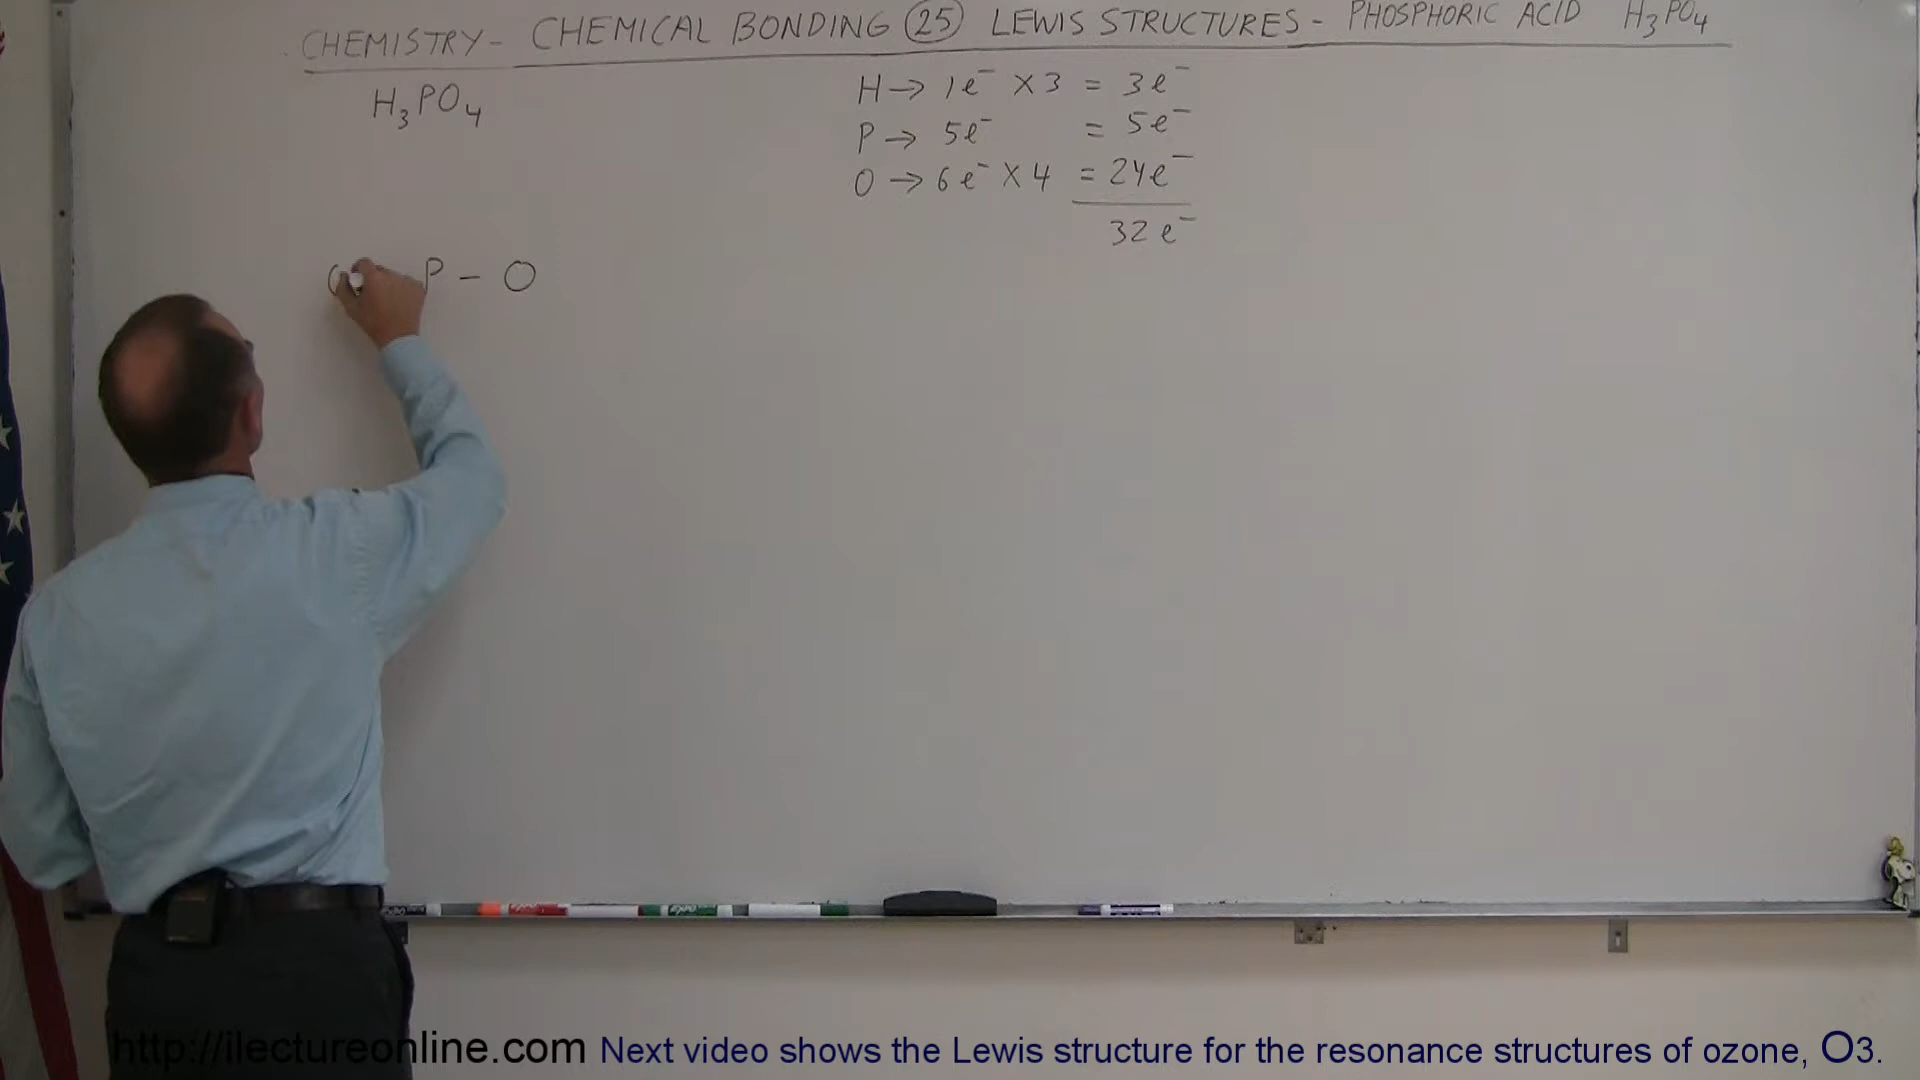 CHEMISTRY - CHEMICAL BONDING 25 LEWIS STRUCTURES - PHOSPHORIC ACID H₃PO₄
H₃PO₄
H → 1e⁻ × 3 = 3e⁻
P → 5e⁻ = 5e⁻
O → 6e⁻ × 4 = 24e⁻
32e⁻
P - O
http://ilectureonline.com Next video shows the Lewis structure for the resonance structures of ozone, O3.